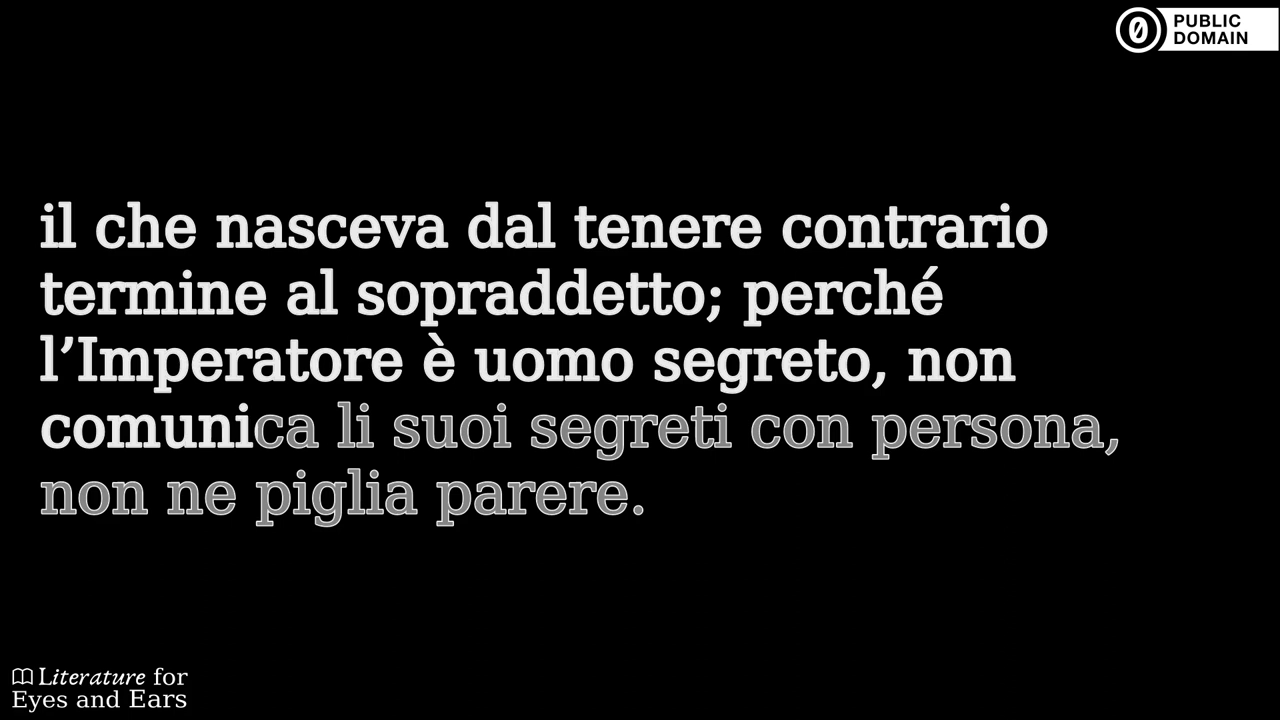 PUBLIC
DOMAIN
il che nasceva dal tenere contrario
termine al sopraddetto; perché
l’Imperatore è uomo segreto, non
comunica li suoi segreti con persona,
non ne piglia parere.
Literature for
Eyes and Ears